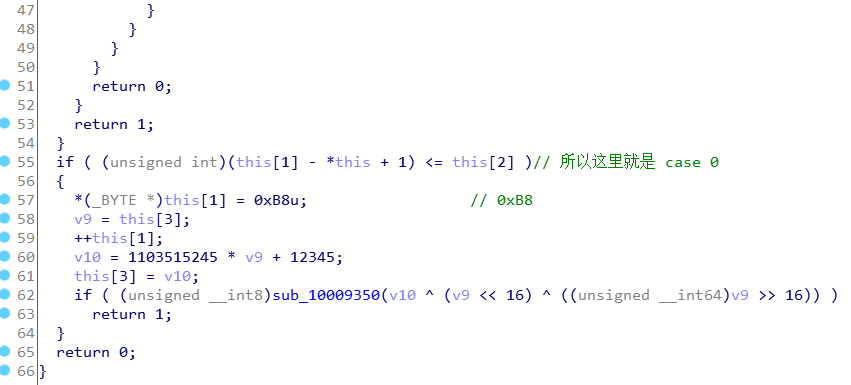 47 }
48 }
49 }
50 }
51 return 0;
52 }
53 return 1;
54 }
55 if ( (unsigned int)(this[1] - *this + 1) <= this[2] )// 所以这里就是 case 0
56 {
57 *(_BYTE *)this[1] = 0xB8u; // 0xB8
58 v9 = this[3];
59 ++this[1];
60 v10 = 1103515245 * v9 + 12345;
61 this[3] = v10;
62 if ( (unsigned __int8)sub_10009350(v10 ^ (v9 << 16) ^ ((unsigned __int64)v9 >> 16)) )
63 return 1;
64 }
65 return 0;
66 }